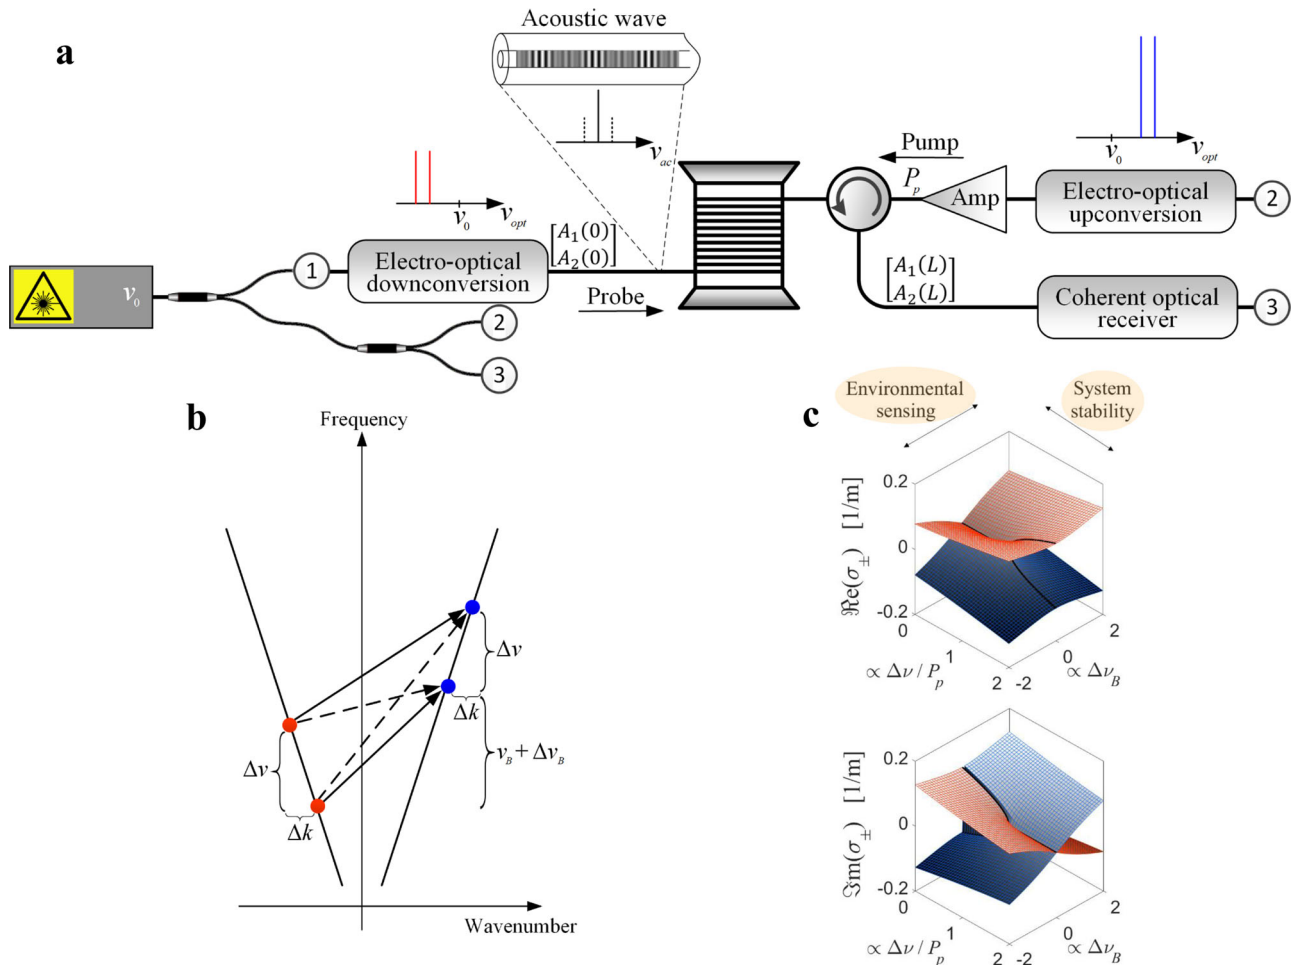 a
Acoustic wave
ν_ac
ν_0
ν_opt
ν_0
ν_opt
Pump
P_p
Amp
Electro-optical
upconversion
2
ν_0
1
Electro-optical
downconversion
[A_1(0)]
[A_2(0)]
Probe
[A_1(L)]
[A_2(L)]
Coherent optical
receiver
3
2
3
b
Frequency
Δν
Δk
ν_B + Δν_B
Δν
Δk
Wavenumber
c
Environmental
sensing
System
stability
ℜe(σ_±) [1/m]
0.2
0
-0.2
0
1
2
-2
0
2
∝ Δν / P_p
∝ Δν_B
ℑm(σ_±) [1/m]
0.2
0
-0.2
0
1
2
-2
0
2
∝ Δν / P_p
∝ Δν_B